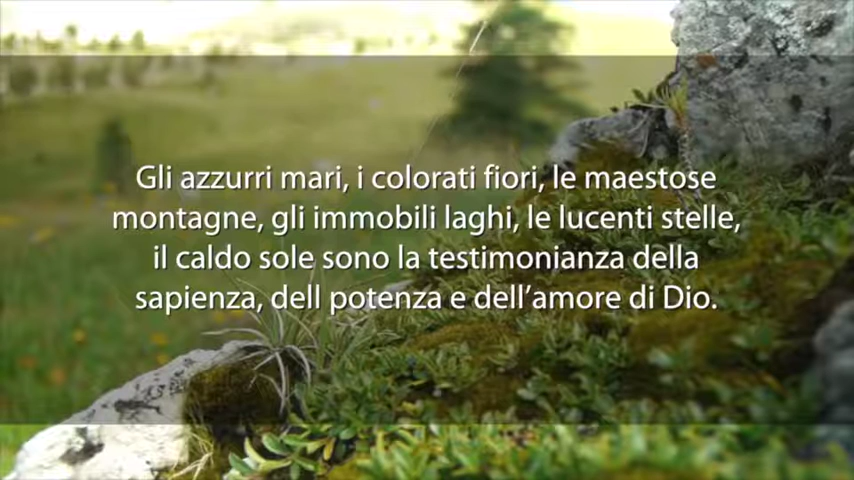 Gli azzurri mari, i colorati fiori, le maestose
montagne, gli immobili laghi, le lucenti stelle,
il caldo sole sono la testimonianza della
sapienza, dell potenza e dell'amore di Dio.